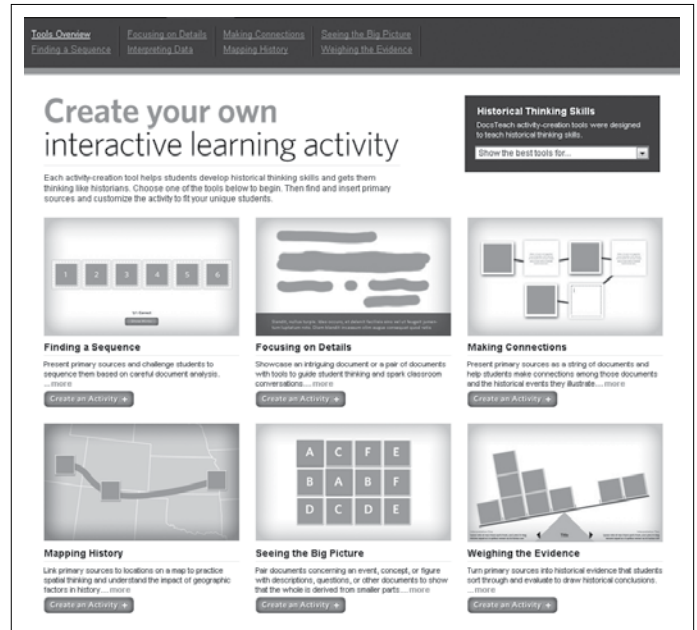 Tools Overview
Focusing on Details
Making Connections
Seeing the Big Picture
Finding a Sequence
Interpreting Data
Mapping History
Weighing the Evidence
Create your own
interactive learning activity
Each activity-creation tool helps students develop historical thinking skills and gets them
thinking like historians. Choose one of the tools below to begin. Then find and insert primary
sources and customize the activity to fit your unique students.
Historical Thinking Skills
DocsTeach activity-creation tools were designed
to teach historical thinking skills.
Show the best tools for...
1 2 3 4 5 6
Finding a Sequence
Present primary sources and challenge students to
sequence them based on careful document analysis.
...more
Create an Activity +
Focusing on Details
Showcase an intriguing document or a pair of documents
with tools to guide student thinking and spark classroom
conversations....more
Create an Activity +
Making Connections
Present primary sources as a string of documents and
help students make connections among those documents
and the historical events they illustrate....more
Create an Activity +
Mapping History
Link primary sources to locations on a map to practice
spatial thinking and understand the impact of geographic
factors in history....more
Create an Activity +
A C F E
B A B F
D C D E
Seeing the Big Picture
Pair documents concerning an event, concept, or figure
with descriptions, questions, or other documents to show
that the whole is derived from smaller parts....more
Create an Activity +
Title
Weighing the Evidence
Turn primary sources into historical evidence that students
sort through and evaluate to draw historical conclusions.
...more
Create an Activity +